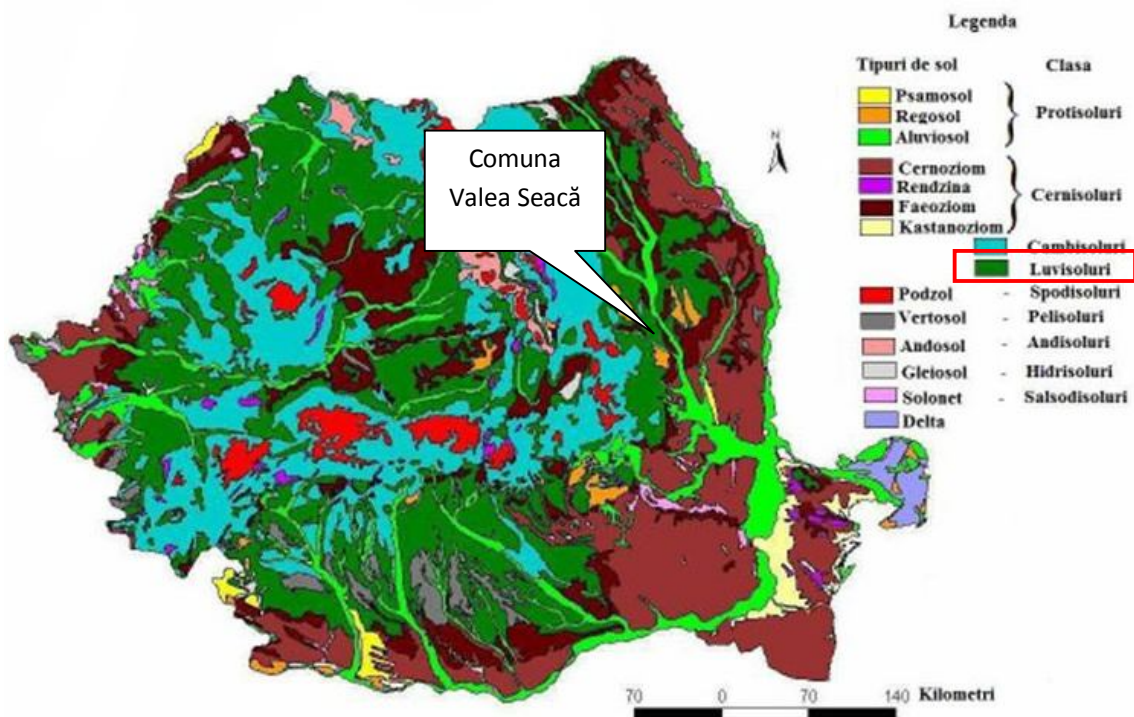 Legenda
Tipuri de sol Clasa
Psamosol
Regosol
Aluviosol
Protisoluri
Cernoziom
Rendzina
Faeoziom
Kastanoziom
Cernisoluri
Cambisoluri
Luvisoluri
Podzol - Spodisoluri
Vertosol - Pelisoluri
Andosol - Andisoluri
Gleiosol - Hidrisoluri
Solonet - Salsodisoluri
Delta
N
Comuna
Valea Seacă
70 0 70 140 Kilometri